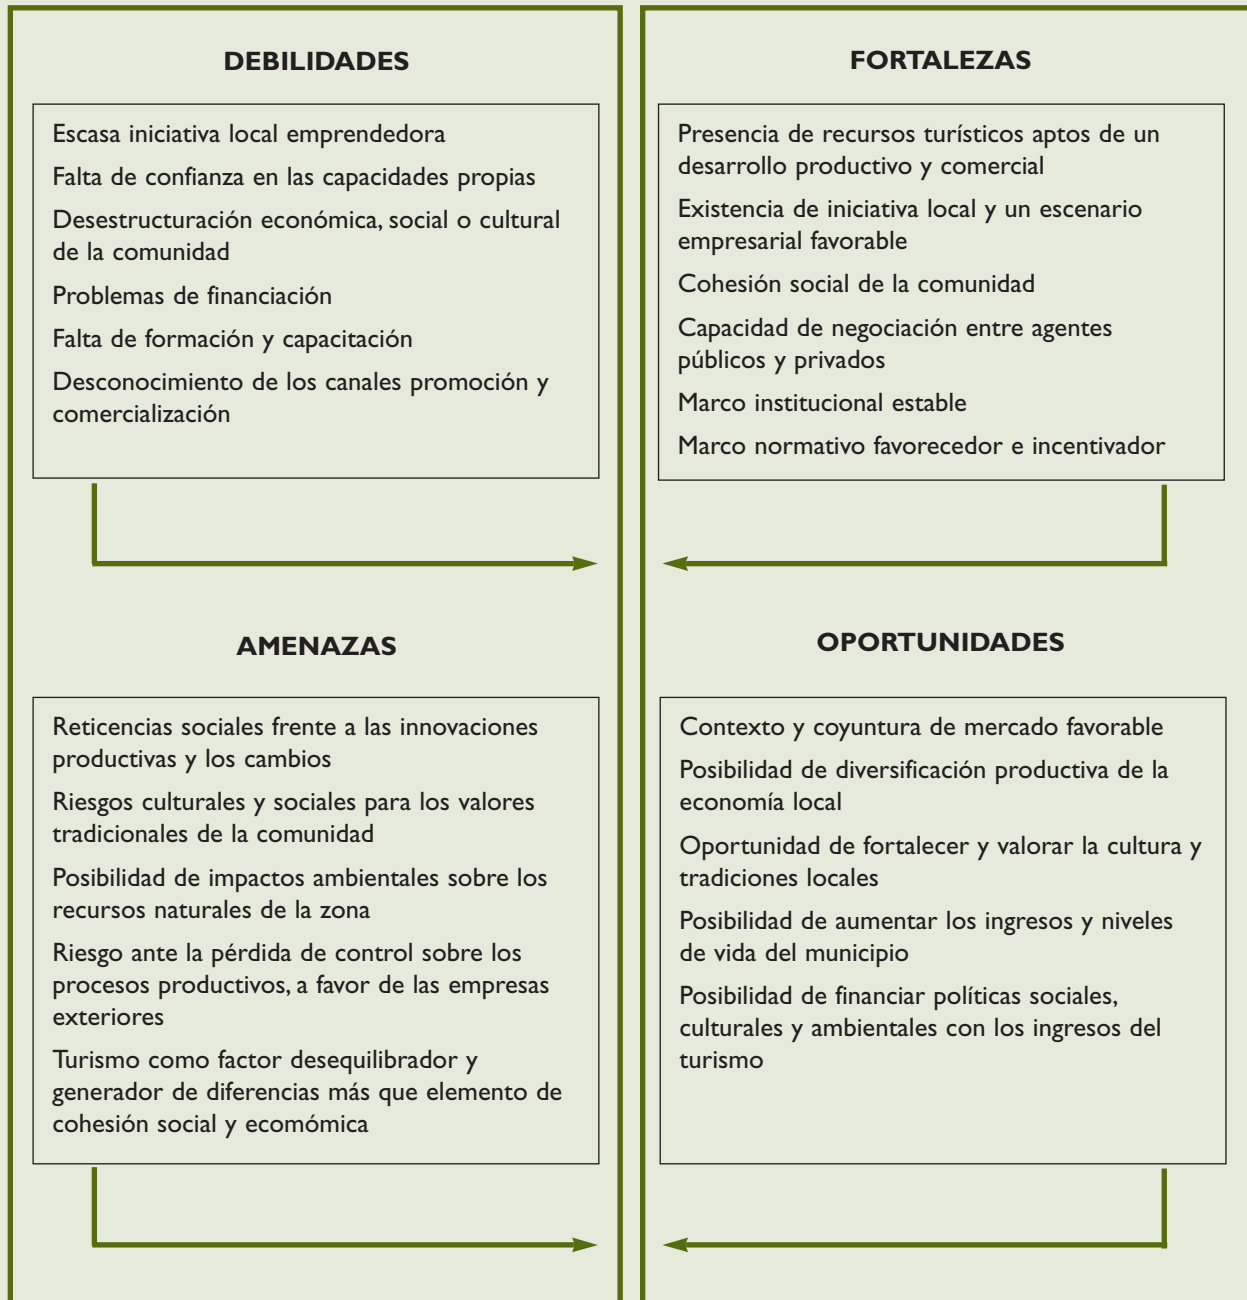 DEBILIDADES
Escasa iniciativa local emprendedora
Falta de confianza en las capacidades propias
Desestructuración económica, social o cultural
de la comunidad
Problemas de financiación
Falta de formación y capacitación
Desconocimiento de los canales promoción y
comercialización
FORTALEZAS
Presencia de recursos turísticos aptos de un
desarrollo productivo y comercial
Existencia de iniciativa local y un escenario
empresarial favorable
Cohesión social de la comunidad
Capacidad de negociación entre agentes
públicos y privados
Marco institucional estable
Marco normativo favorecedor e incentivador
AMENAZAS
Reticencias sociales frente a las innovaciones
productivas y los cambios
Riesgos culturales y sociales para los valores
tradicionales de la comunidad
Posibilidad de impactos ambientales sobre los
recursos naturales de la zona
Riesgo ante la pérdida de control sobre los
procesos productivos, a favor de las empresas
exteriores
Turismo como factor desequilibrador y
generador de diferencias más que elemento de
cohesión social y ecomómica
OPORTUNIDADES
Contexto y coyuntura de mercado favorable
Posibilidad de diversificación productiva de la
economía local
Oportunidad de fortalecer y valorar la cultura y
tradiciones locales
Posibilidad de aumentar los ingresos y niveles
de vida del municipio
Posibilidad de financiar políticas sociales,
culturales y ambientales con los ingresos del
turismo